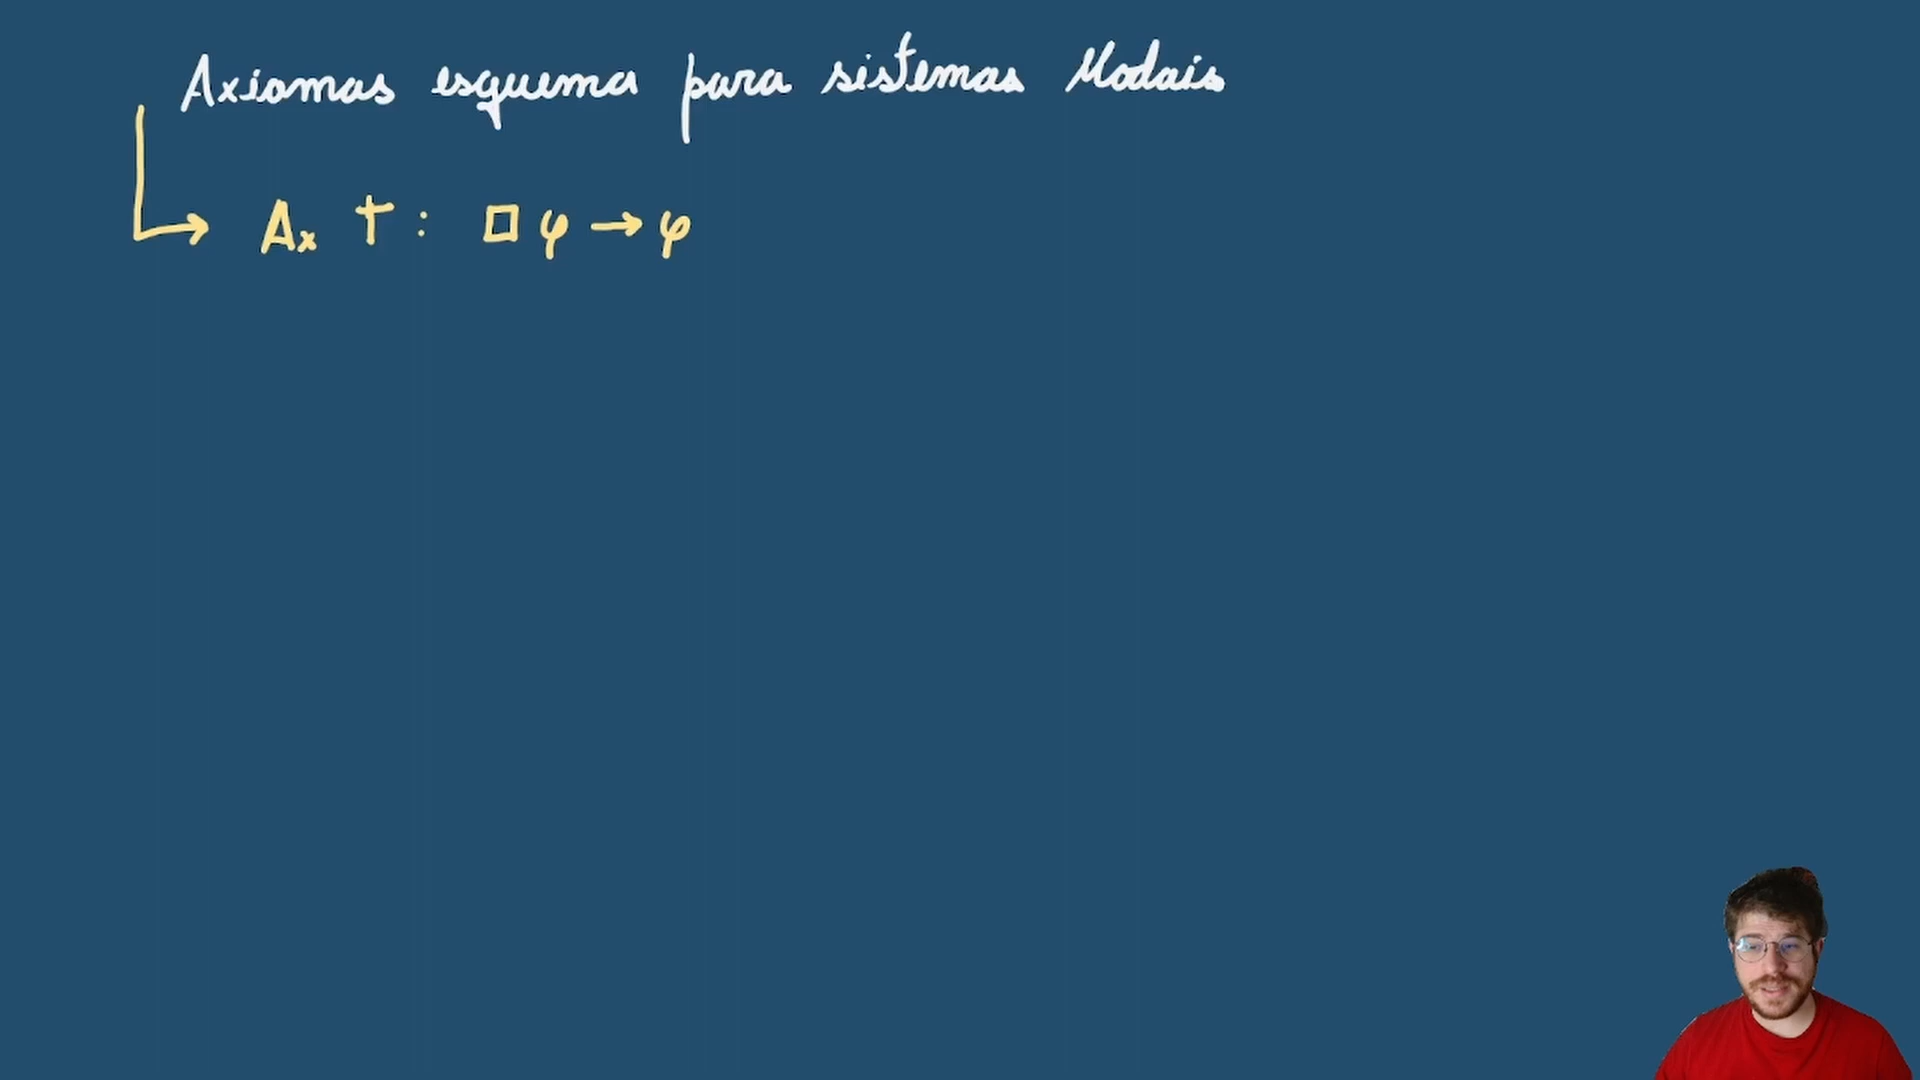 Axiomas esquema para sistemas Modais
Ax T: □φ → φ